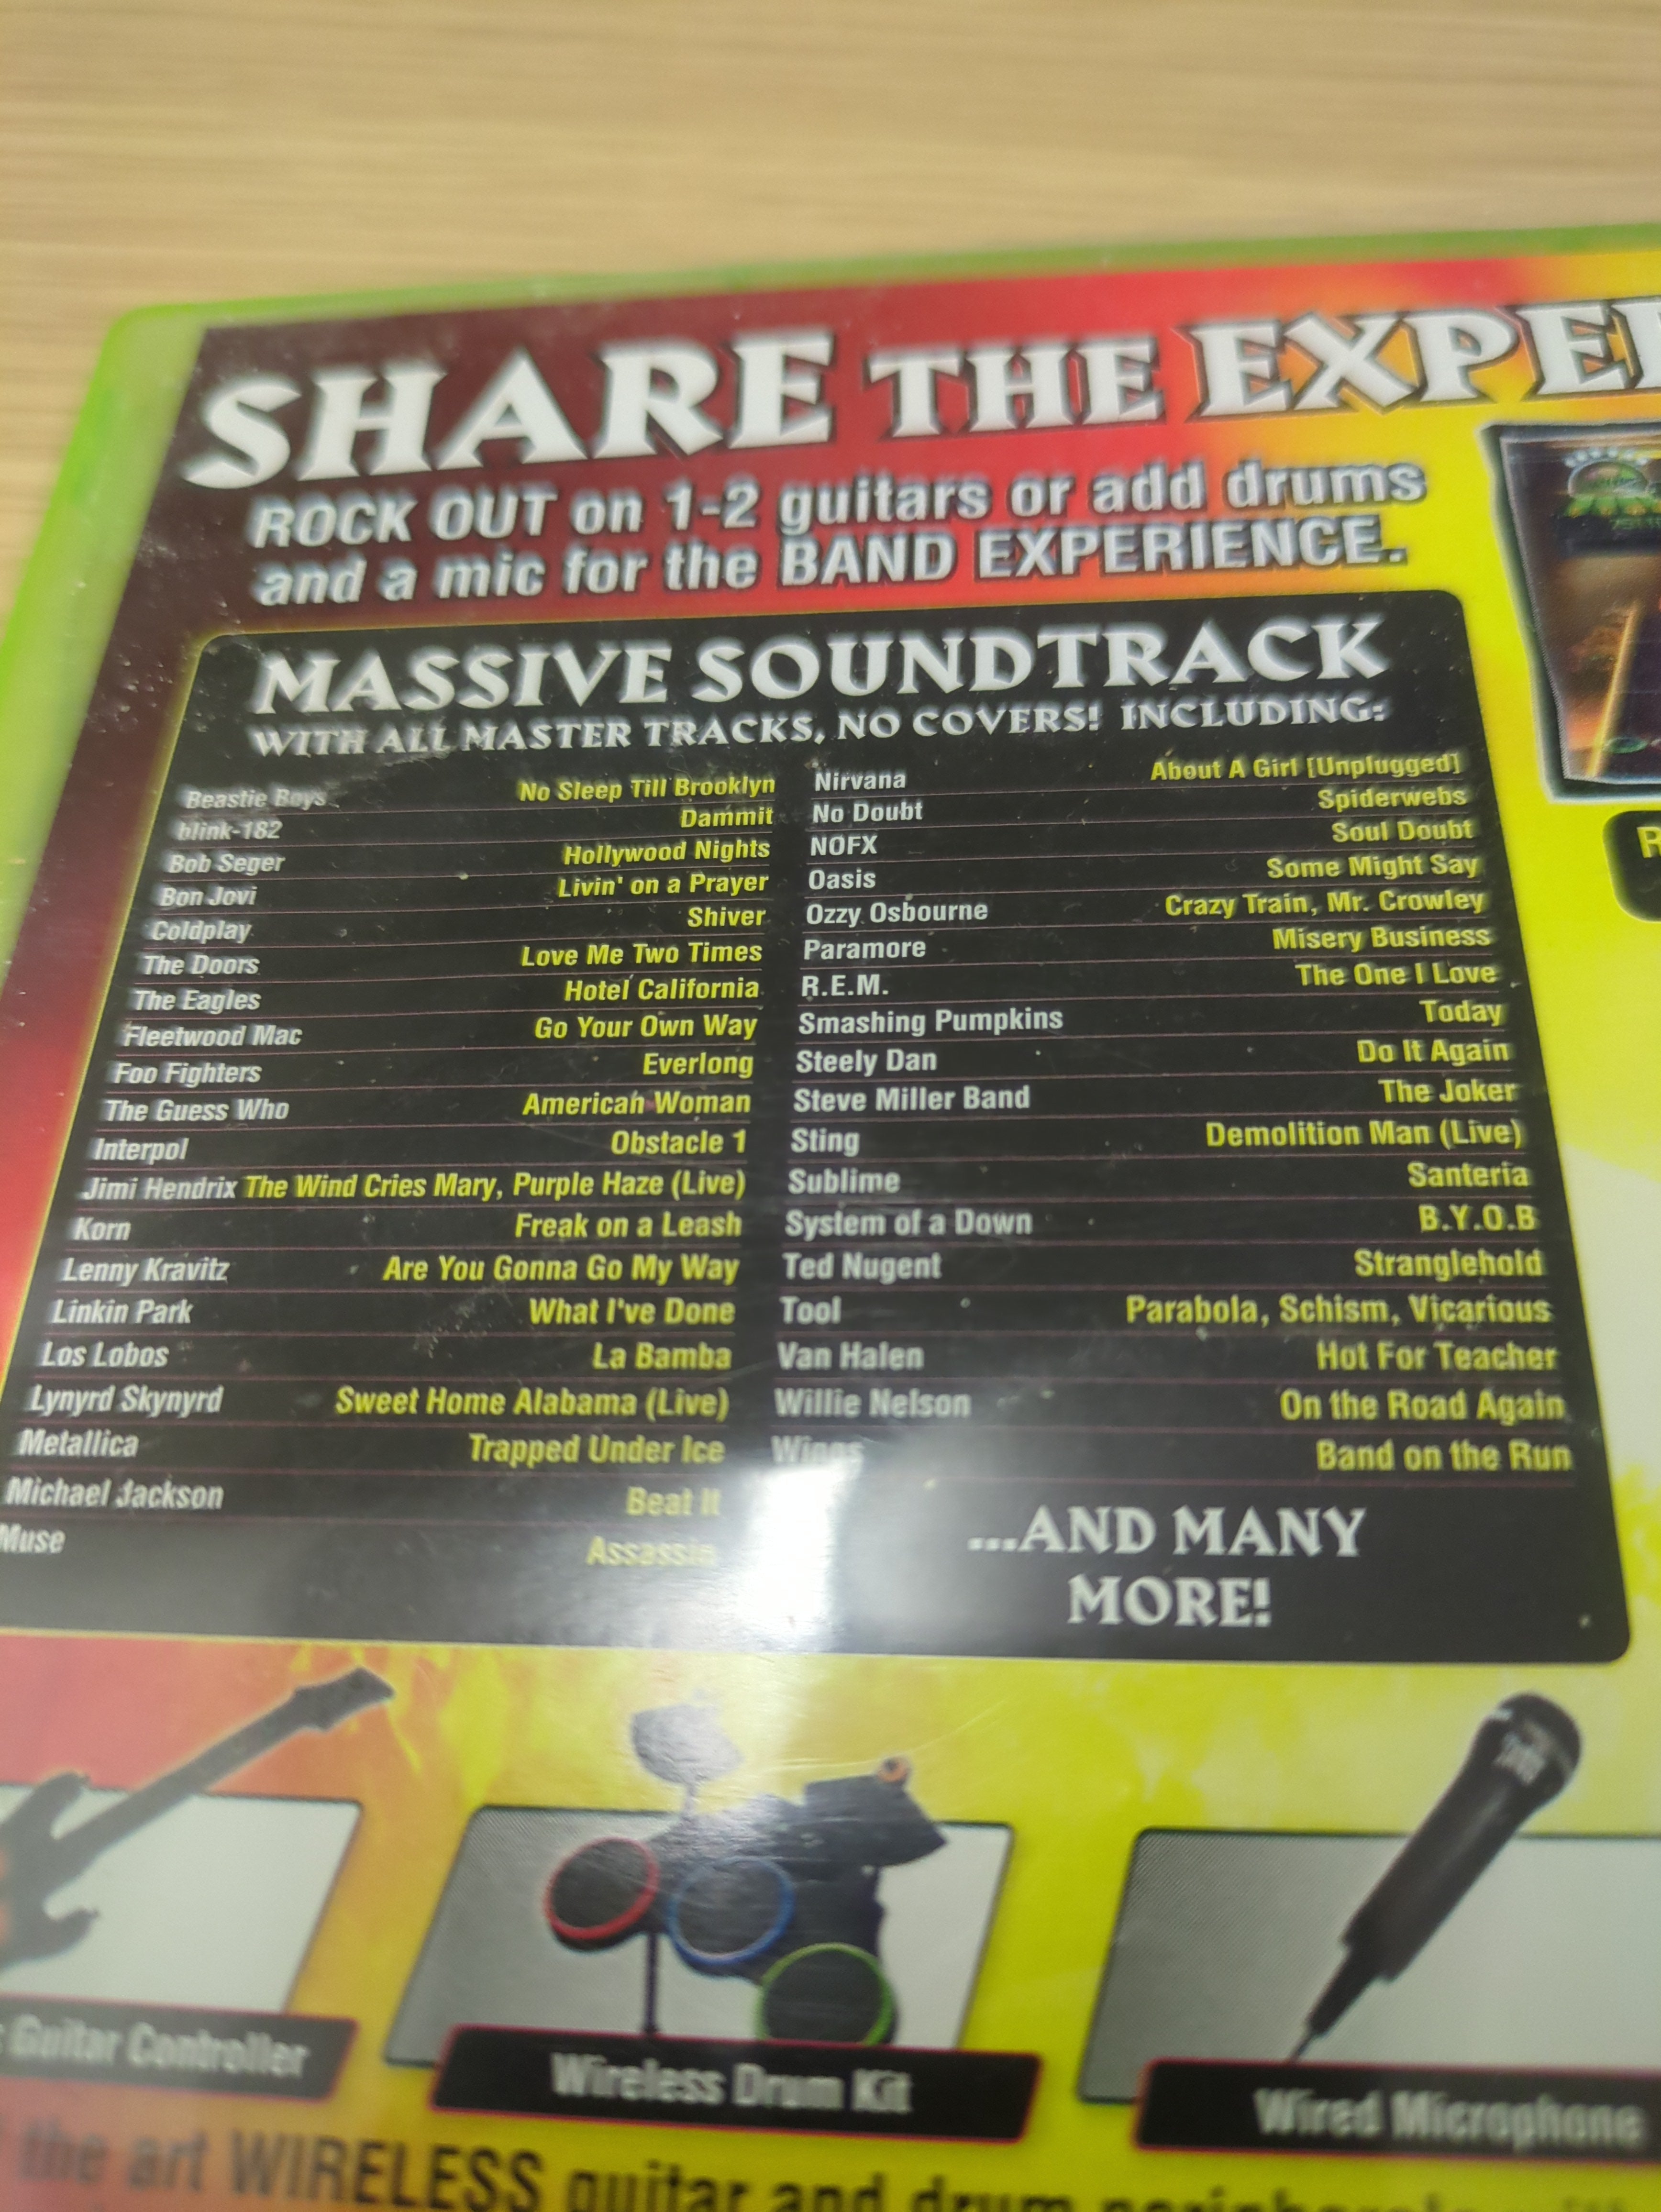 SHARE THE EXPE
ROCK OUT on 1-2 guitars or add drums
and a mic for the BAND EXPERIENCE.
MASSIVE SOUNDTRACK
WITH ALL MASTER TRACKS, NO COVERS! INCLUDING:
Beastie Boys No Sleep Till Brooklyn
blink-182 Dammit
Bob Seger Hollywood Nights
Bon Jovi Livin' on a Prayer
Coldplay Shiver
The Doors Love Me Two Times
The Eagles Hotel California
Fleetwood Mac Go Your Own Way
Foo Fighters Everlong
The Guess Who American Woman
Interpol Obstacle 1
Jimi Hendrix The Wind Cries Mary, Purple Haze (Live)
Korn Freak on a Leash
Lenny Kravitz Are You Gonna Go My Way
Linkin Park What I've Done
Los Lobos La Bamba
Lynyrd Skynyrd Sweet Home Alabama (Live)
Metallica Trapped Under Ice
Michael Jackson Beat It
Muse Assassin
Nirvana About A Girl [Unplugged]
No Doubt Spiderwebs
NOFX Soul Doubt
Oasis Some Might Say
Ozzy Osbourne Crazy Train, Mr. Crowley
Paramore Misery Business
R.E.M. The One I Love
Smashing Pumpkins Today
Steely Dan Do It Again
Steve Miller Band The Joker
Sting Demolition Man (Live)
Sublime Santeria
System of a Down B.Y.O.B
Ted Nugent Stranglehold
Tool Parabola, Schism, Vicarious
Van Halen Hot For Teacher
Willie Nelson On the Road Again
Wings Band on the Run
...AND MANY
MORE!
R
Guitar Controller
Wireless Drum Kit
Wired Microphone
the art WIRELESS guitar and drum